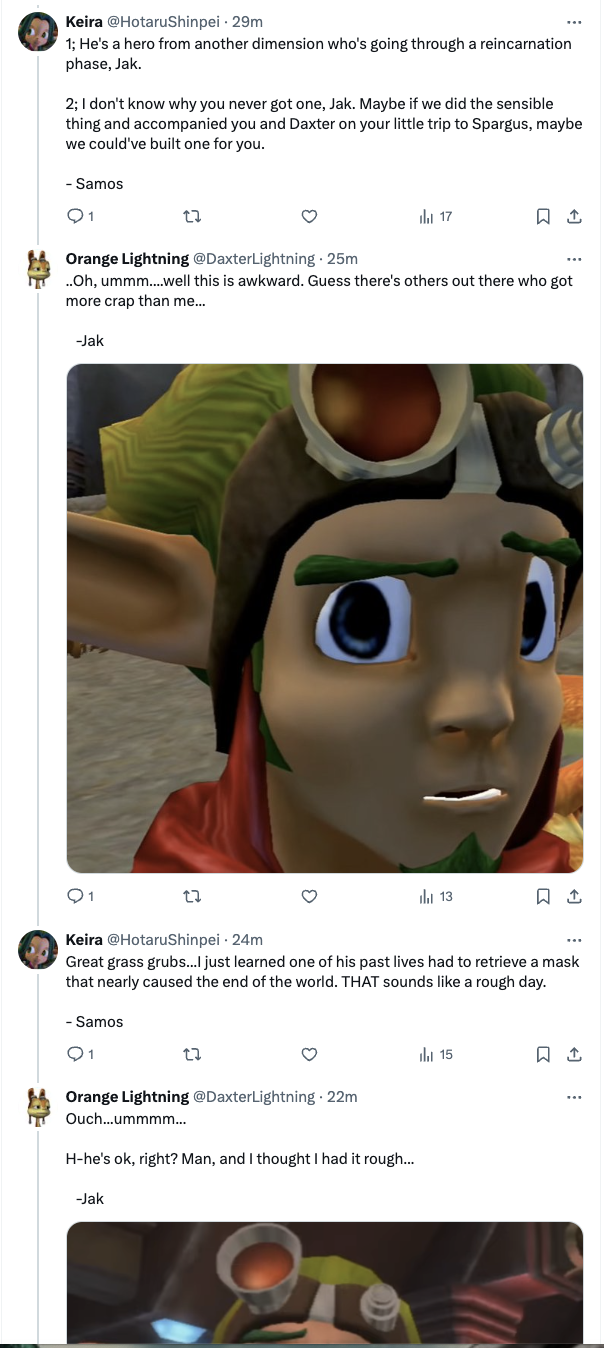 Keira @HotaruShinpei · 29m
1; He's a hero from another dimension who's going through a reincarnation
phase, Jak.
2; I don't know why you never got one, Jak. Maybe if we did the sensible
thing and accompanied you and Daxter on your little trip to Spargus, maybe
we could've built one for you.
- Samos
1 17
Orange Lightning @DaxterLightning · 25m
..Oh, ummm....well this is awkward. Guess there's others out there who got
more crap than me...
-Jak
1 13
Keira @HotaruShinpei · 24m
Great grass grubs...I just learned one of his past lives had to retrieve a mask
that nearly caused the end of the world. THAT sounds like a rough day.
- Samos
1 15
Orange Lightning @DaxterLightning · 22m
Ouch...ummmm...
H-he's ok, right? Man, and I thought I had it rough...
-Jak